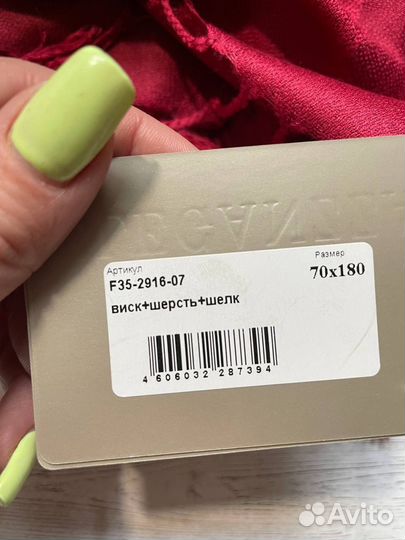 Артикул
Размер
F35-2916-07
70x180
виск+шерсть+шелк
4 606032 287394
Avito